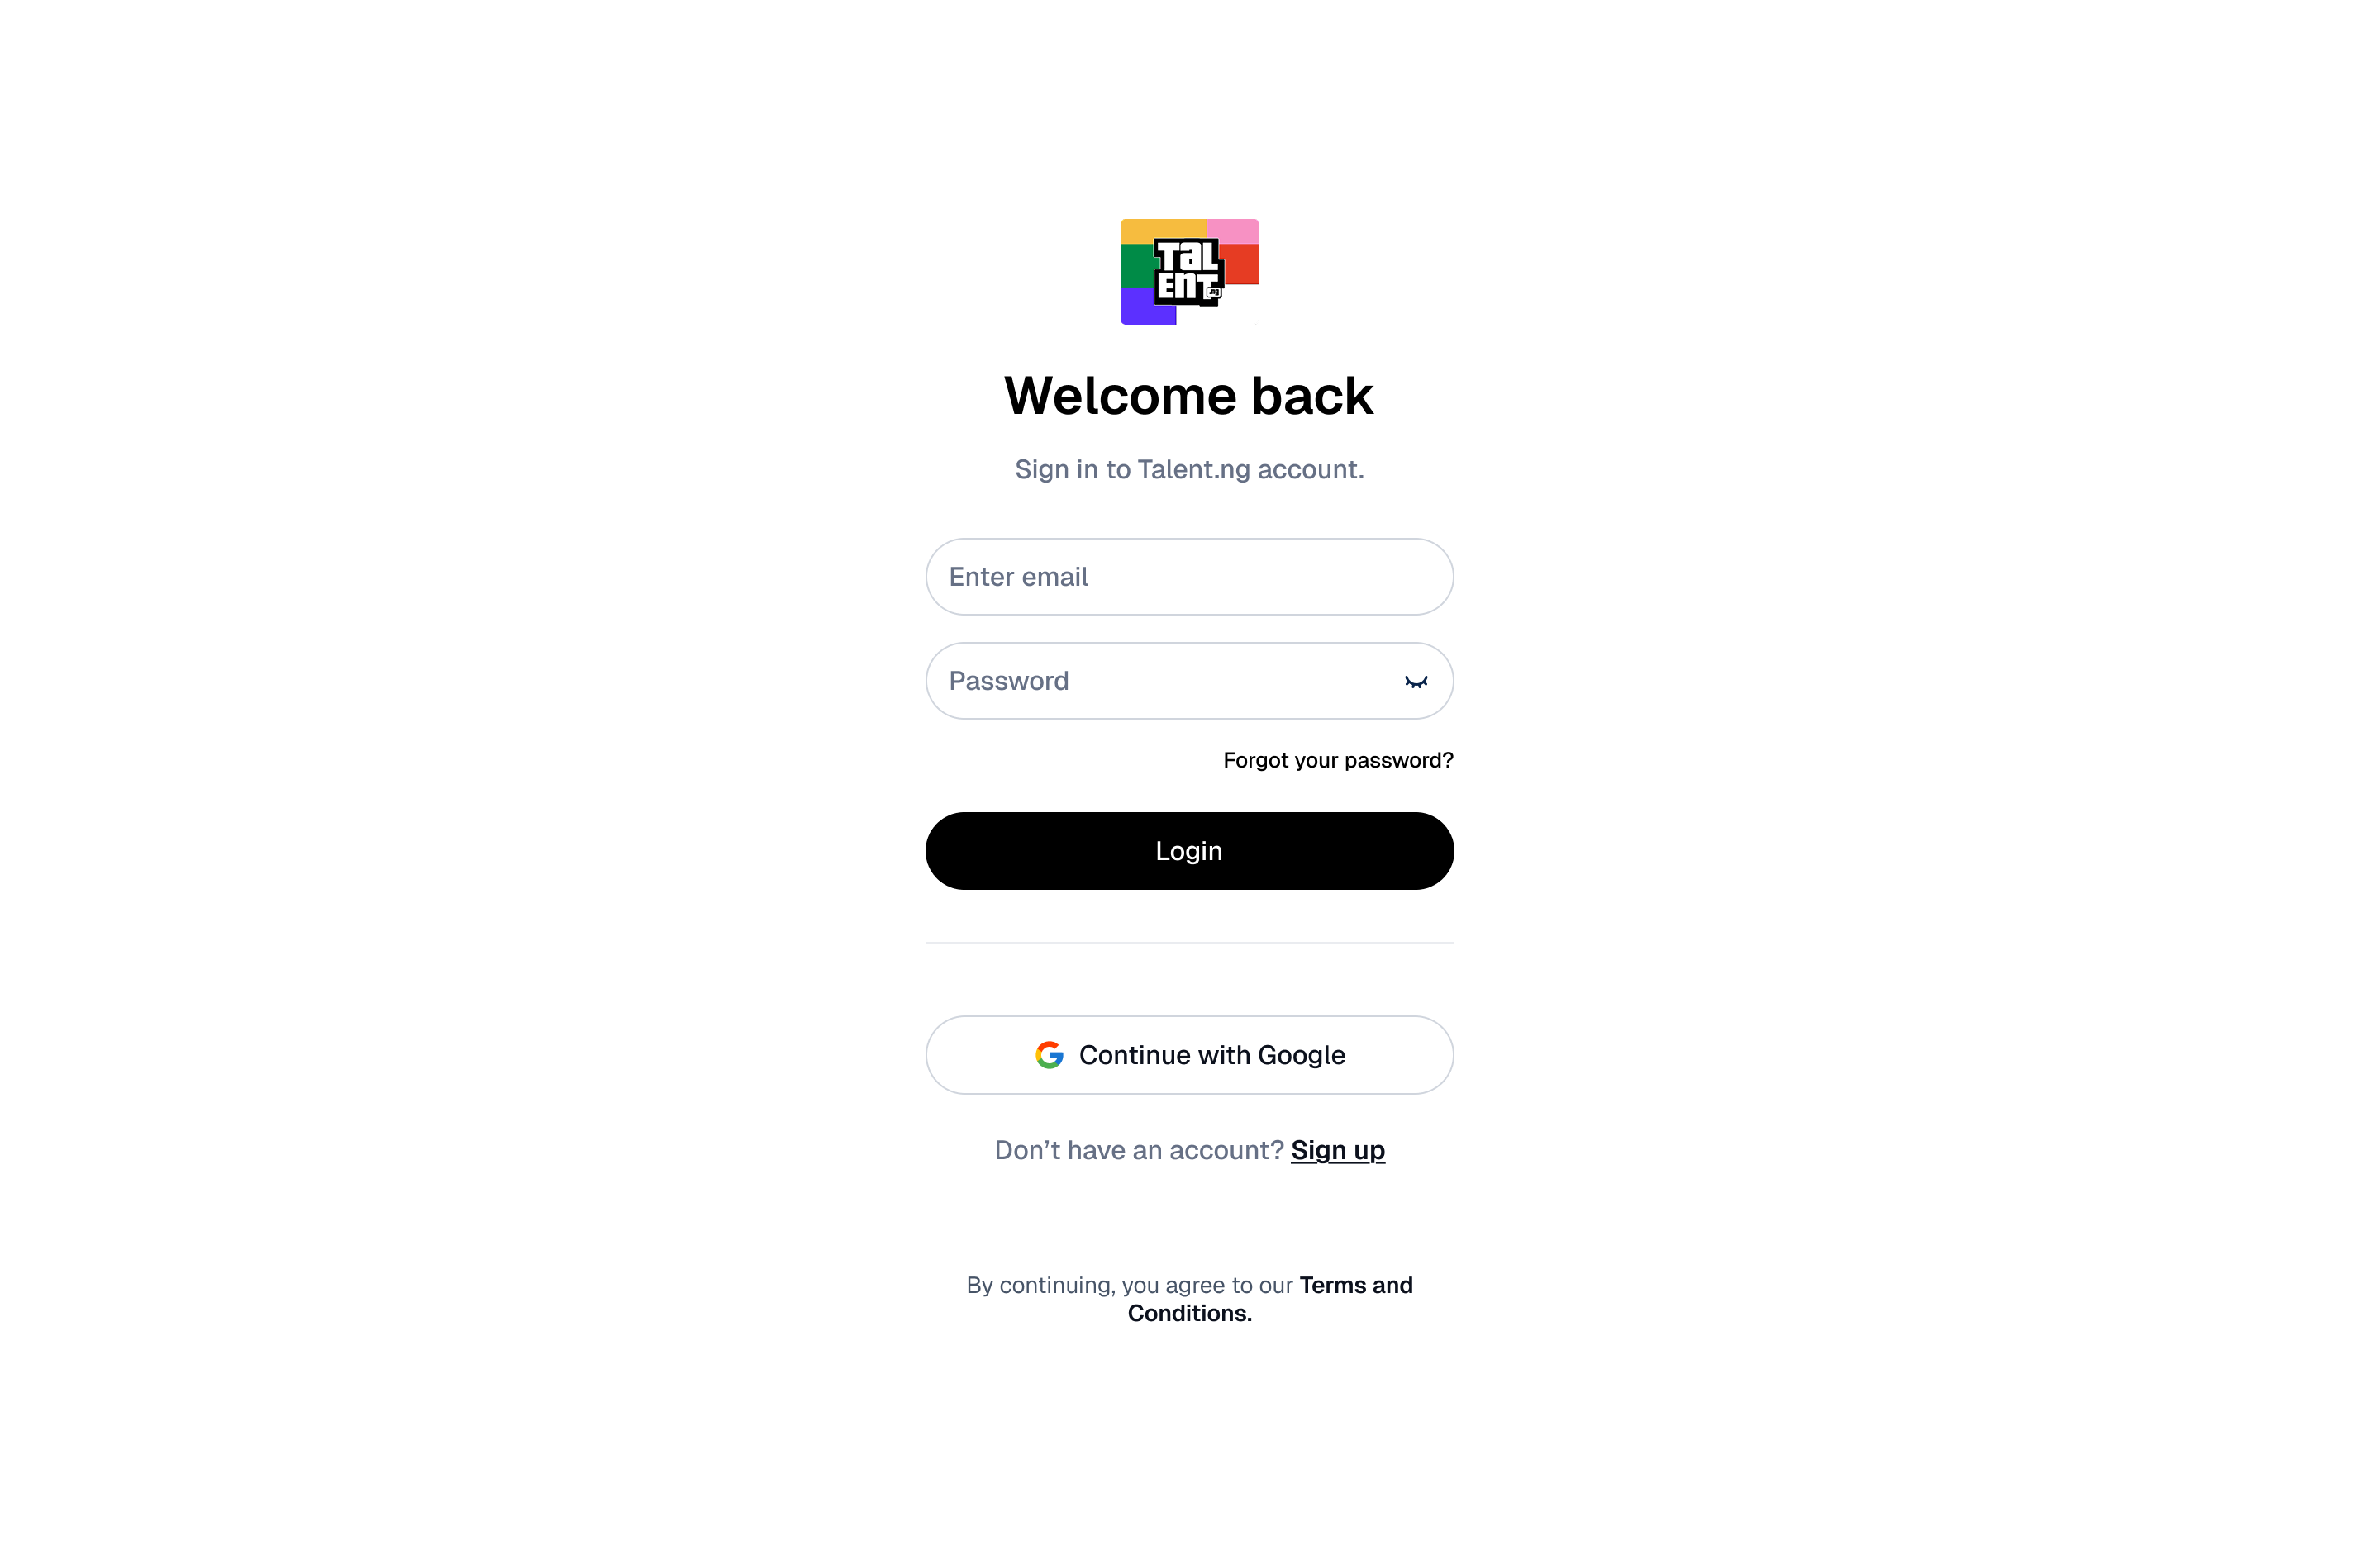 TaL
EnT
.ng
Welcome back
Sign in to Talent.ng account.
Enter email
Password
Forgot your password?
Login
Continue with Google
Don’t have an account? Sign up
By continuing, you agree to our Terms and
Conditions.